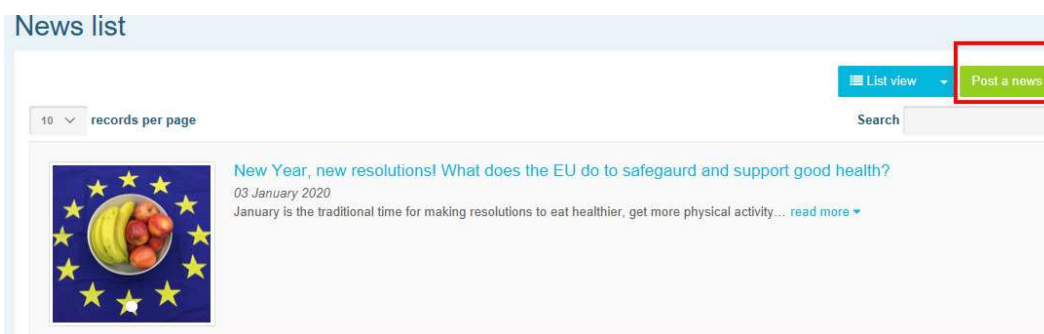 News list
List view
Post a news
10 records per page
Search
New Year, new resolutions! What does the EU do to safegaurd and support good health?
03 January 2020
January is the traditional time for making resolutions to eat healthier, get more physical activity... read more